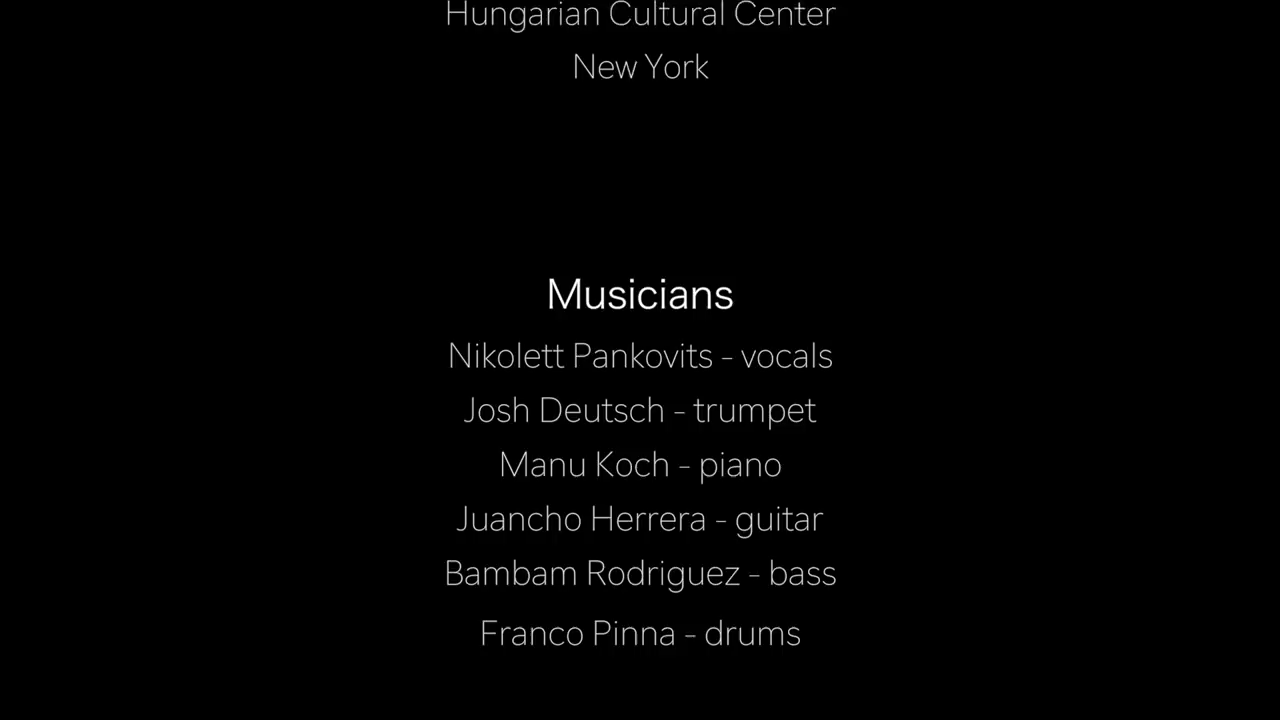 Hungarian Cultural Center
New York
Musicians
Nikolett Pankovits - vocals
Josh Deutsch - trumpet
Manu Koch - piano
Juancho Herrera - guitar
Bambam Rodriguez - bass
Franco Pinna - drums